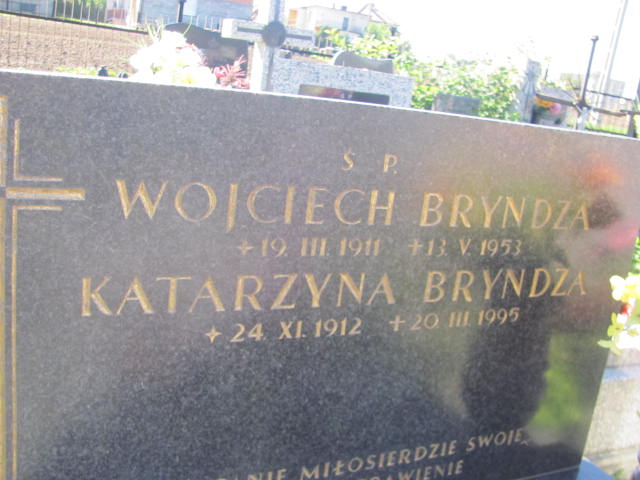 Ś P.
WOJCIECH BRYNDZA
19. III. 1911 +13. V. 1953
KATARZYNA BRYNDZA
24. XI. 1912 +20. III. 1995
MIŁOSIERDZIE SWOJE